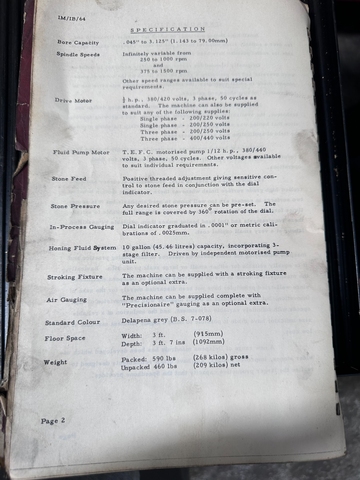 IM/IB/64
SPECIFICATION
Bore Capacity .045" to 3.125" (1.143 to 79.00mm)
Spindle Speeds Infinitely variable from
250 to 1000 rpm
and
375 to 1500 rpm
Other speed ranges available to suit special
requirements.
Drive Motor h.p., 380/420 volts, 3 phase, 50 cycles as
standard. The machine can also be supplied
to suit any of the following supplies:
Single phase - 200/220 volts
Single phase - 200/250 volts
Three phase - 200/250 volts
Three phase - 400/440 volts
Fluid Pump Motor T.E.F.C. motorised pump 1/12 h.p. 380/440
volts, 3 phase, 50 cycles. Other voltages available
to suit individual requirements.
Stone Feed Positive threaded adjustment giving sensitive con-
trol to stone feed in conjunction with the dial
indicator.
Stone Pressure Any desired stone pressure can be pre-set. The
full range is covered by 360° rotation of the dial.
In-Process Gauging Dial indicator graduated in .0001" or metric cali-
brations of .0025mm.
Honing Fluid System 10 gallon (45.46 litres) capacity, incorporating 3-
stage filter. Driven by independent motorised pump
unit.
Stroking Fixture The machine can be supplied with a stroking fixture
as an optional extra.
Air Gauging The machine can be supplied complete with
"Precisionaire" gauging as an optional extra.
Standard Colour Delapena grey (B.S. 7-078)
Floor Space Width: 3 ft. (915mm)
Depth: 3 ft. 7 ins (1092mm)
Weight Packed: 590 lbs (268 kilos) gross
Unpacked 460 lbs (209 kilos) net
Page 2